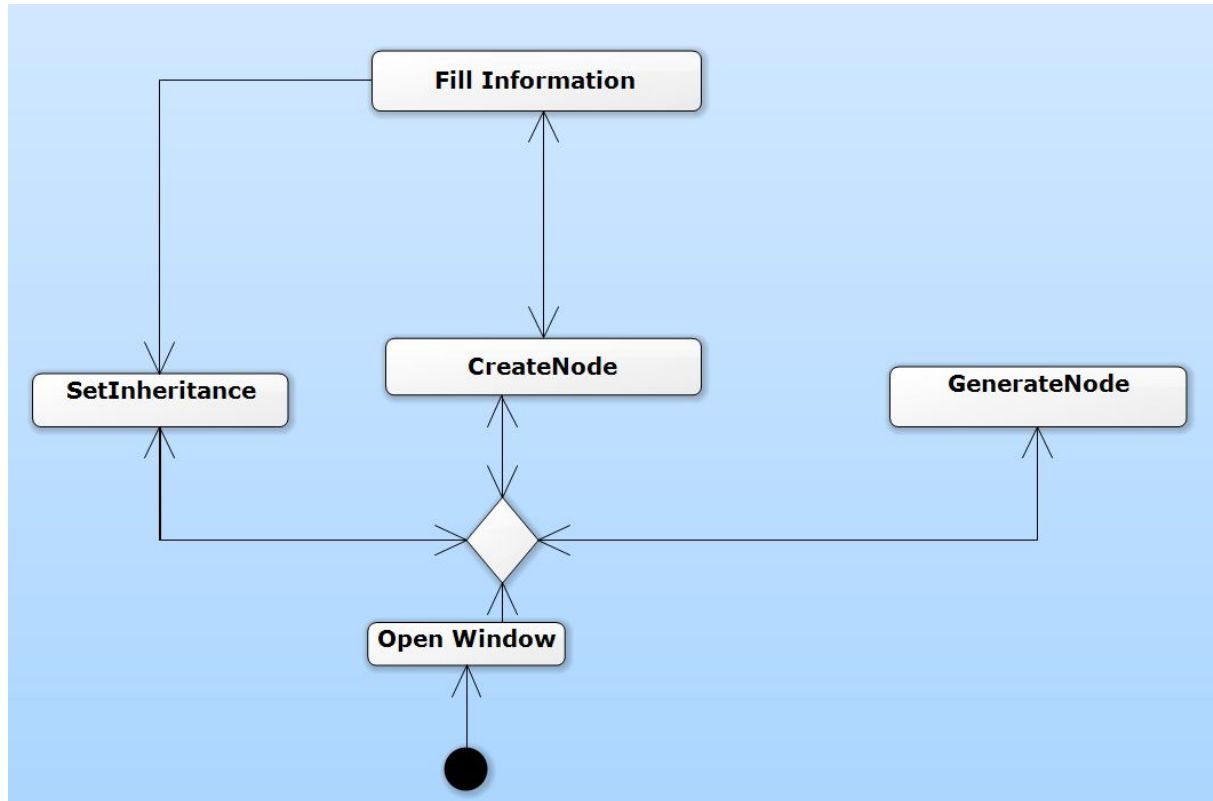 Fill Information
CreateNode
SetInheritance
GenerateNode
Open Window